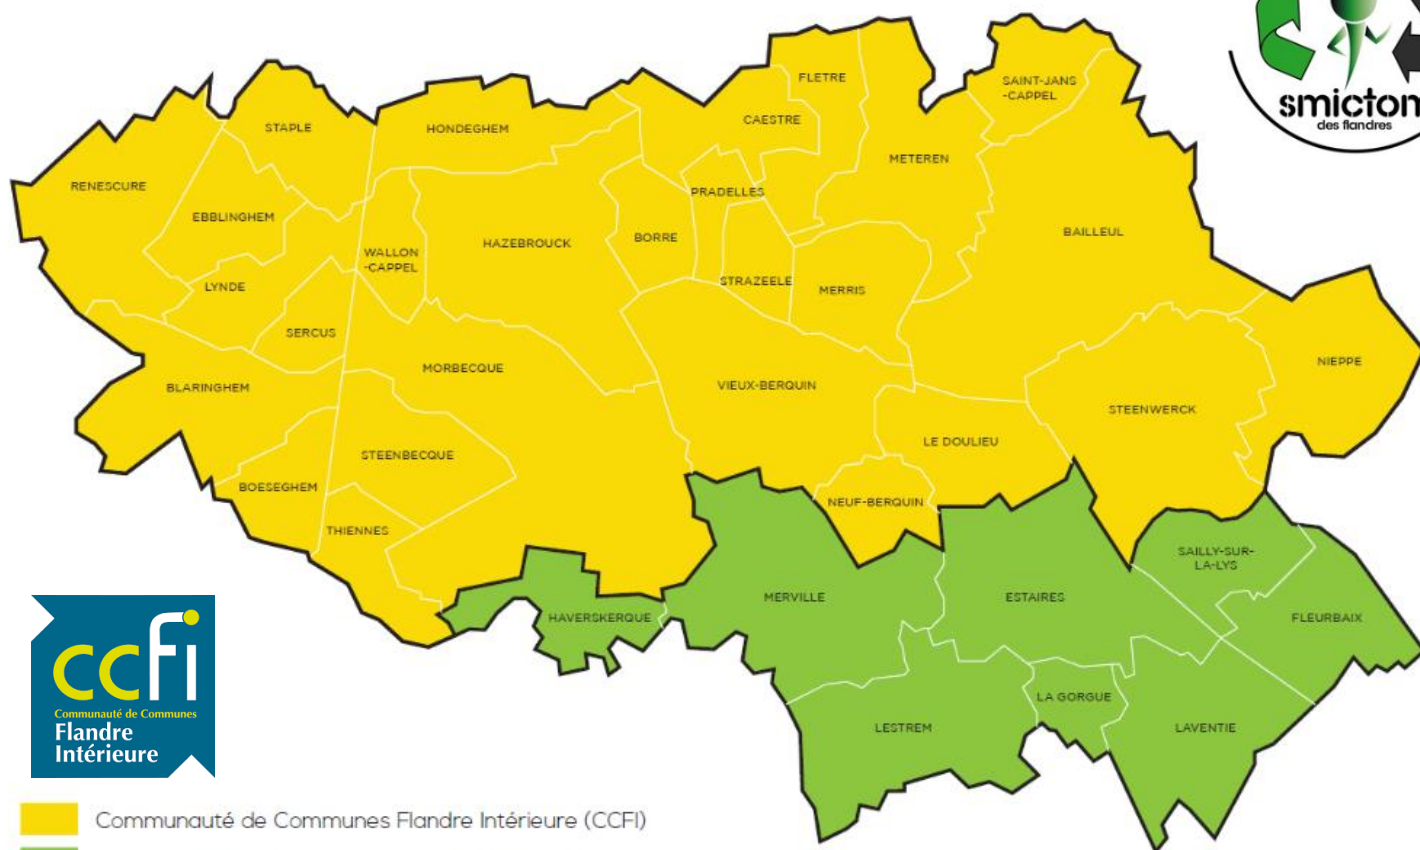 smicton
des flandres
FLETRE
SAINT-JANS
-CAPPEL
CAESTRE
STAPLE
HONDEGHEM
METEREN
RENESCURE
PRADELLES
EBBLINGHEM
BAILLEUL
BORRE
HAZEBROUCK
WALLON
-CAPPEL
STRAZEELE
LYNDE
MERRIS
SERCUS
NIEPPE
MORBECQUE
BLARINGHEM
VIEUX-BERQUIN
STEENWERCK
LE DOULIEU
STEENBECQUE
BOESEGHEM
NEUF-BERQUIN
THIENNES
SAILLY-SUR-
LA-LYS
MERVILLE
ESTAIRES
HAVERSKERQUE
FLEURBAIX
LA GORGUE
LESTREM
LAVENTIE
ccfi
Communauté de Communes
Flandre
Intérieure
Communauté de Communes Flandre Intérieure (CCFI)